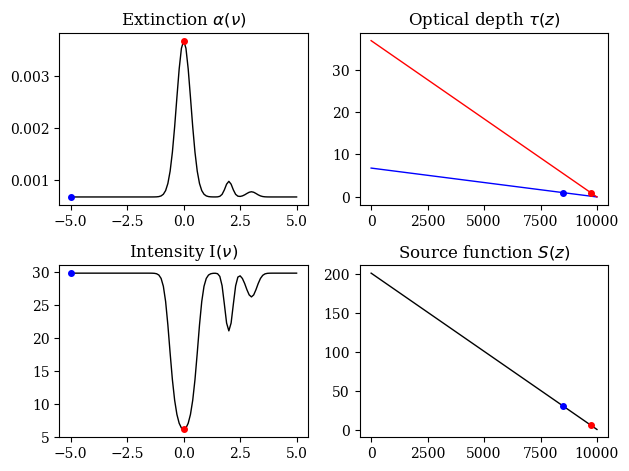 Extinction α(ν)
0.003
0.002
0.001
−5.0 −2.5 0.0 2.5 5.0
Optical depth τ(z)
30
20
10
0
0 2500 5000 7500 10000
Intensity I(ν)
30
25
20
15
10
5
−5.0 −2.5 0.0 2.5 5.0
Source function S(z)
200
150
100
50
0
0 2500 5000 7500 10000